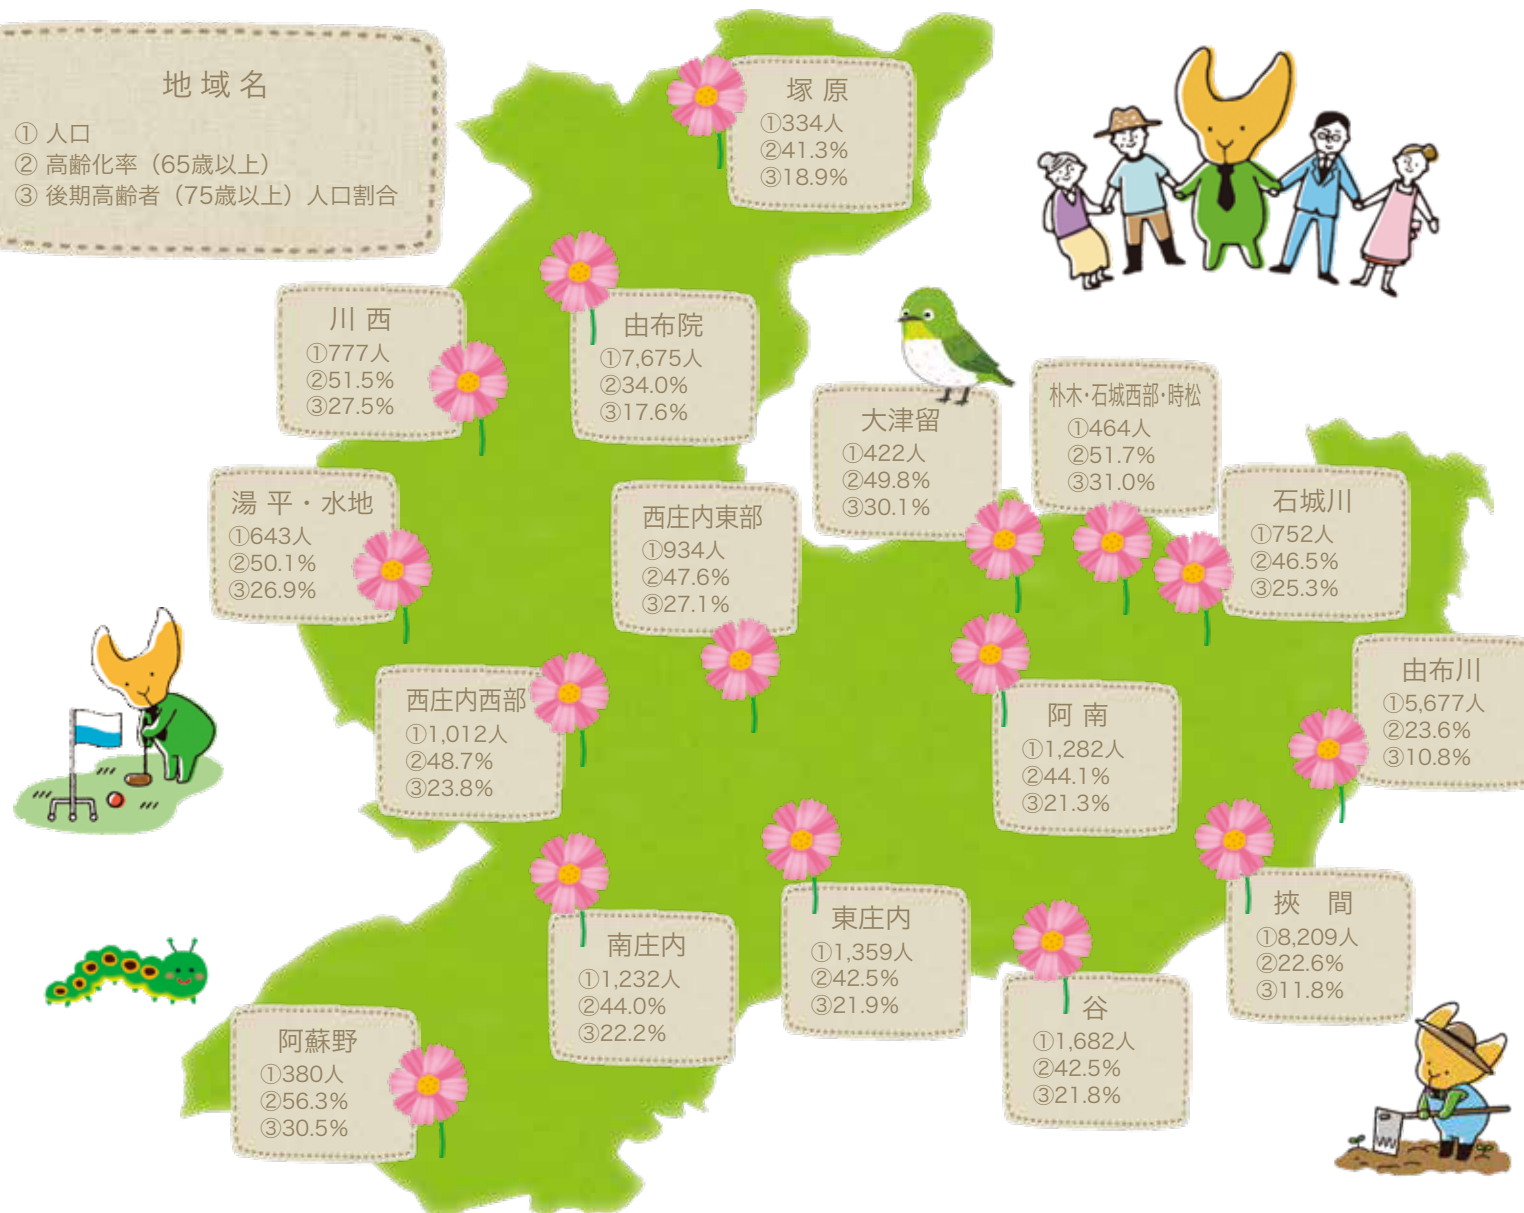 地域名
① 人口
② 高齢化率（65歳以上）
③ 後期高齢者（75歳以上）人口割合
塚原
①334人
②41.3%
③18.9%
川西
①777人
②51.5%
③27.5%
由布院
①7,675人
②34.0%
③17.6%
大津留
①422人
②49.8%
③30.1%
朴木・石城西部・時松
①464人
②51.7%
③31.0%
石城川
①752人
②46.5%
③25.3%
湯平・水地
①643人
②50.1%
③26.9%
西庄内東部
①934人
②47.6%
③27.1%
由布川
①5,677人
②23.6%
③10.8%
西庄内西部
①1,012人
②48.7%
③23.8%
阿南
①1,282人
②44.1%
③21.3%
挾　間
①8,209人
②22.6%
③11.8%
南庄内
①1,232人
②44.0%
③22.2%
東庄内
①1,359人
②42.5%
③21.9%
谷
①1,682人
②42.5%
③21.8%
阿蘇野
①380人
②56.3%
③30.5%